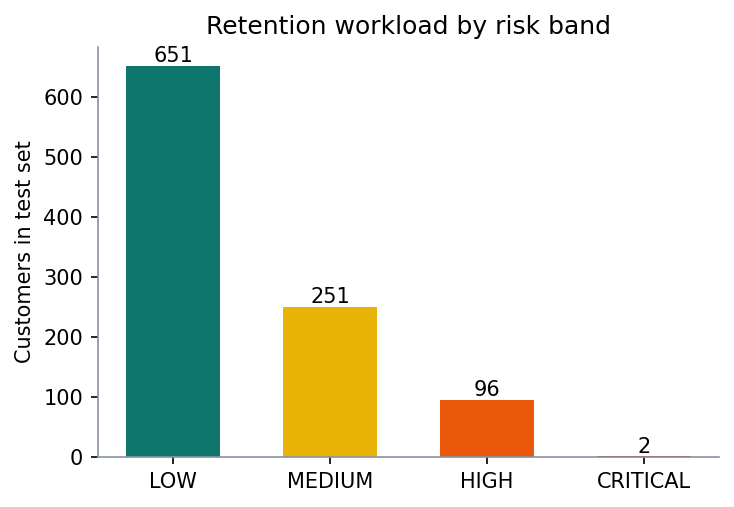 Retention workload by risk band
651
600
500
Customers in test set
400
300
251
200
100
96
2
0
LOW
MEDIUM
HIGH
CRITICAL